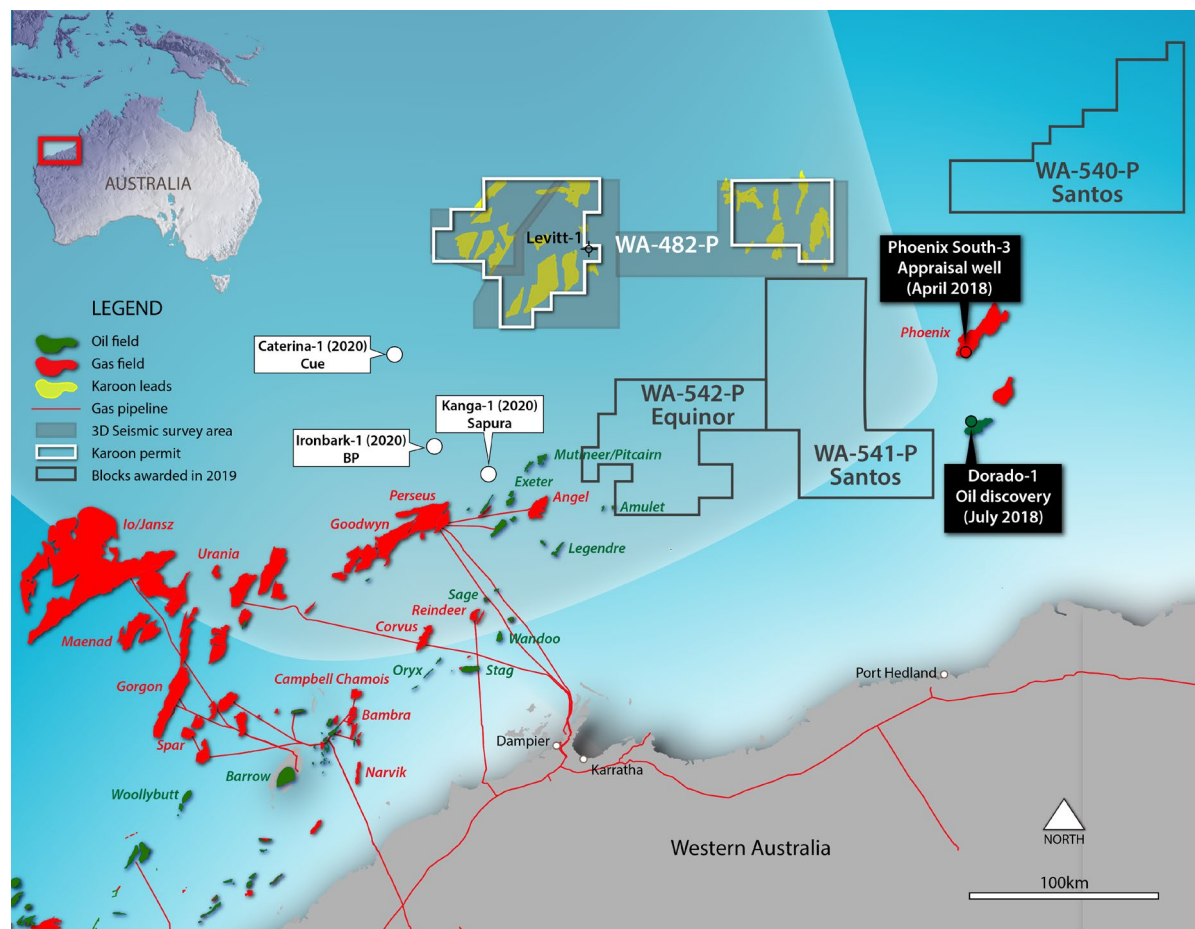 AUSTRALIA
WA-540-P
Santos
Levitt-1
WA-482-P
Phoenix South-3
Appraisal well
(April 2018)
LEGEND
Oil field
Gas field
Karoon leads
Gas pipeline
3D Seismic survey area
Karoon permit
Blocks awarded in 2019
Phoenix
Caterina-1 (2020)
Cue
Kanga-1 (2020)
Sapura
Ironbark-1 (2020)
BP
WA-542-P
Equinor
WA-541-P
Santos
Dorado-1
Oil discovery
(July 2018)
Mutineer/Pitcairn
Exeter
Perseus
Angel
Amulet
Goodwyn
Io/Jansz
Urania
Legendre
Sage
Reindeer
Corvus
Wandoo
Maenad
Oryx
Stag
Gorgon
Campbell Chamois
Bambra
Spar
Port Hedland
Dampier
Karratha
Barrow
Narvik
Woollybutt
Western Australia
NORTH
100km